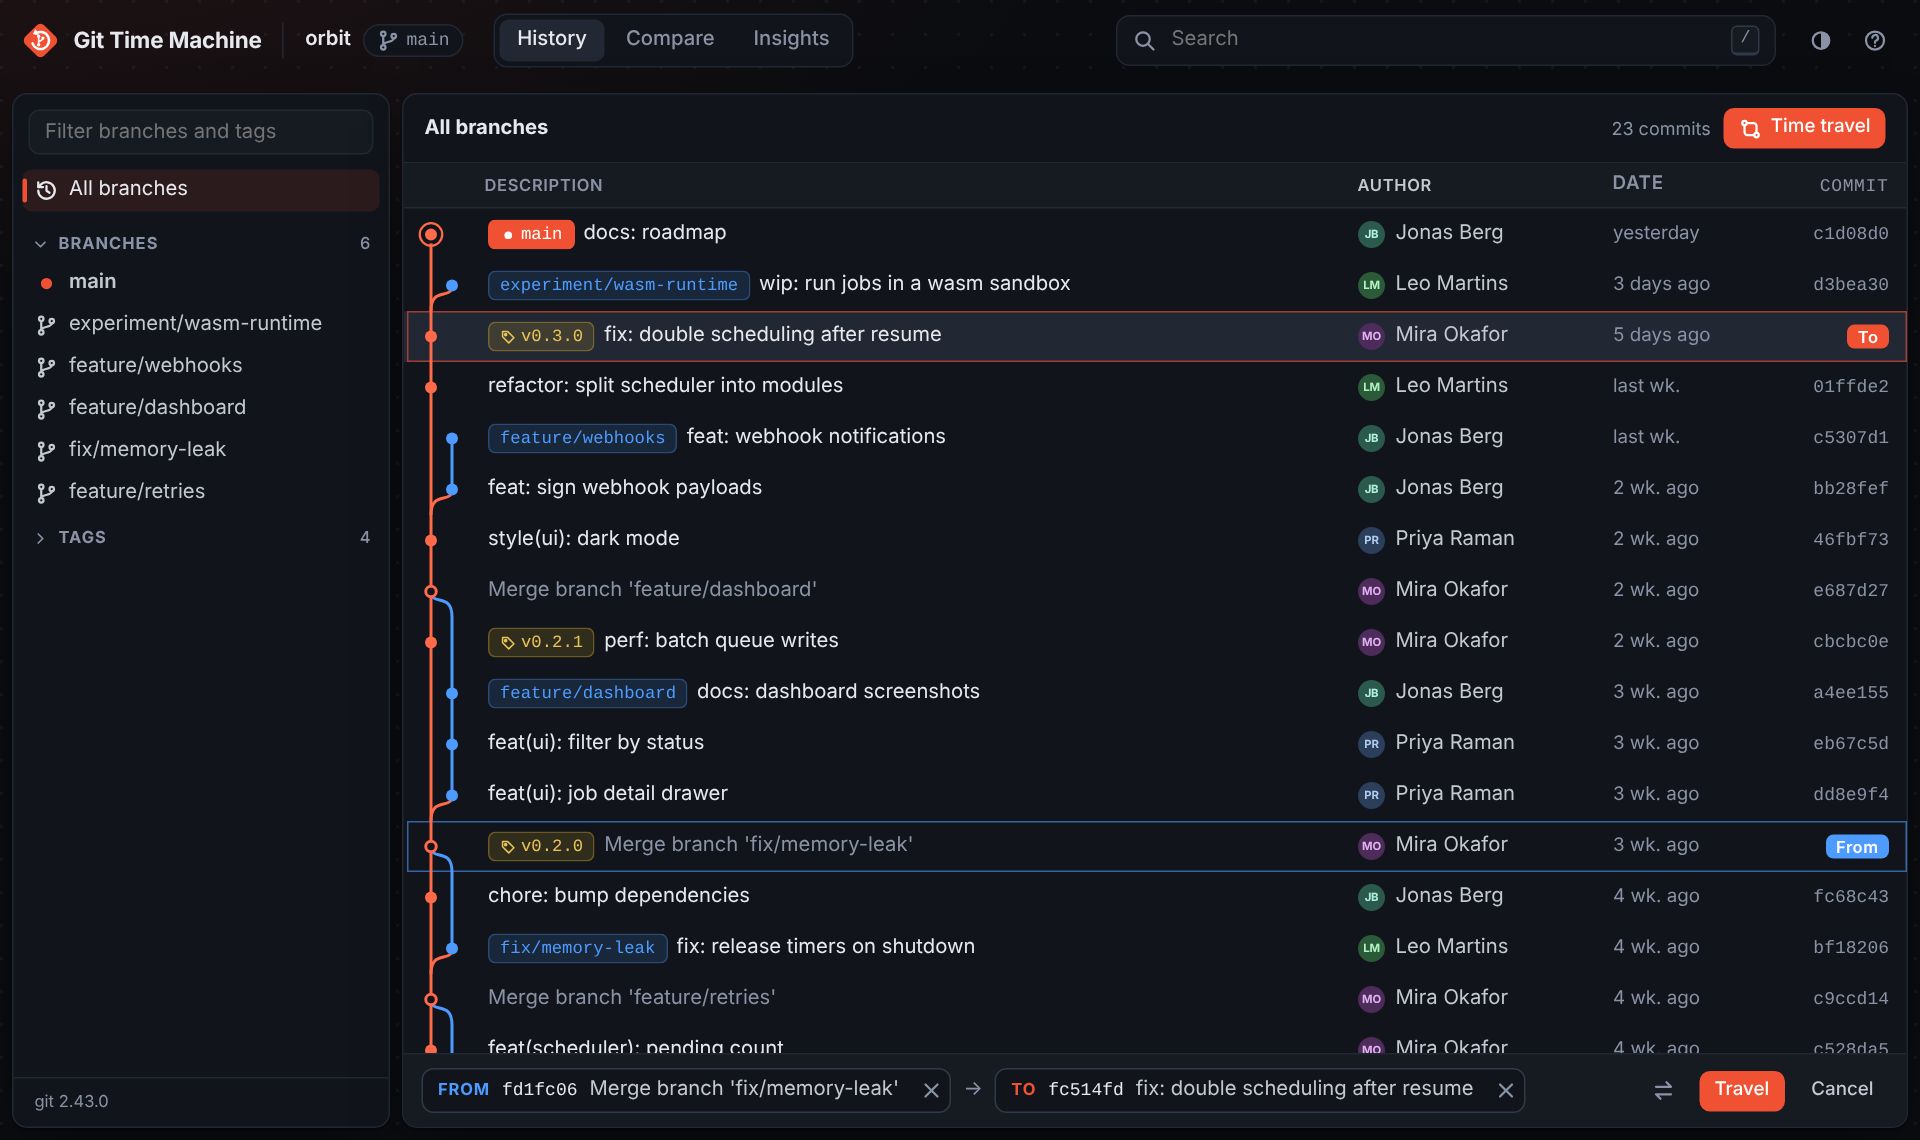 Git Time Machine orbit main History Compare Insights Search /
Filter branches and tags
All branches
BRANCHES 6
main
experiment/wasm-runtime
feature/webhooks
feature/dashboard
fix/memory-leak
feature/retries
TAGS 4
git 2.43.0
All branches 23 commits Time travel
DESCRIPTION AUTHOR DATE COMMIT
main docs: roadmap JB Jonas Berg yesterday c1d08d0
experiment/wasm-runtime wip: run jobs in a wasm sandbox LM Leo Martins 3 days ago d3bea30
v0.3.0 fix: double scheduling after resume MO Mira Okafor 5 days ago To
refactor: split scheduler into modules LM Leo Martins last wk. 01ffde2
feature/webhooks feat: webhook notifications JB Jonas Berg last wk. c5307d1
feat: sign webhook payloads JB Jonas Berg 2 wk. ago bb28fef
style(ui): dark mode PR Priya Raman 2 wk. ago 46fbf73
Merge branch 'feature/dashboard' MO Mira Okafor 2 wk. ago e687d27
v0.2.1 perf: batch queue writes MO Mira Okafor 2 wk. ago cbcbc0e
feature/dashboard docs: dashboard screenshots JB Jonas Berg 3 wk. ago a4ee155
feat(ui): filter by status PR Priya Raman 3 wk. ago eb67c5d
feat(ui): job detail drawer PR Priya Raman 3 wk. ago dd8e9f4
v0.2.0 Merge branch 'fix/memory-leak' MO Mira Okafor 3 wk. ago From
chore: bump dependencies JB Jonas Berg 4 wk. ago fc68c43
fix/memory-leak fix: release timers on shutdown LM Leo Martins 4 wk. ago bf18206
Merge branch 'feature/retries' MO Mira Okafor 4 wk. ago c9ccd14
feat(scheduler): pending count MO Mira Okafor 4 wk. ago c528da5
FROM fd1fc06 Merge branch 'fix/memory-leak' → TO fc514fd fix: double scheduling after resume Travel Cancel